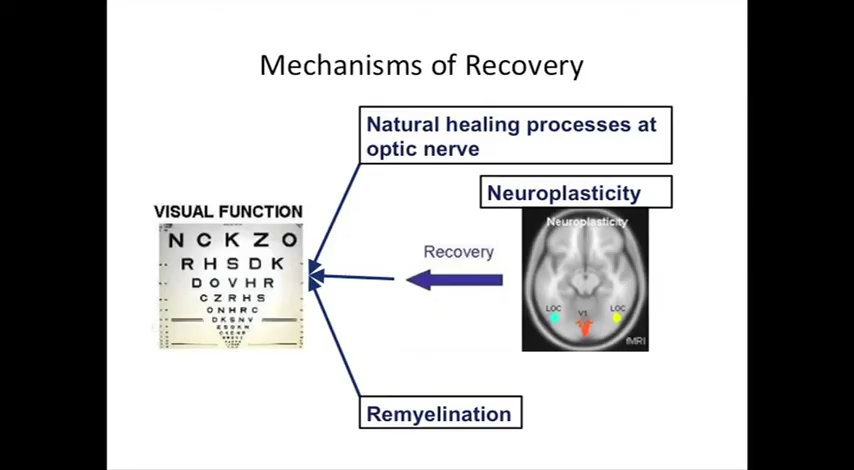 Mechanisms of Recovery
Natural healing processes at
optic nerve
Neuroplasticity
VISUAL FUNCTION
Neuroplasticity
N C K Z O
R H S D K
D O V H R
C Z R H S
O N H R C
D K S N V
Recovery
LOC
V1
LOC
fMRI
Remyelination